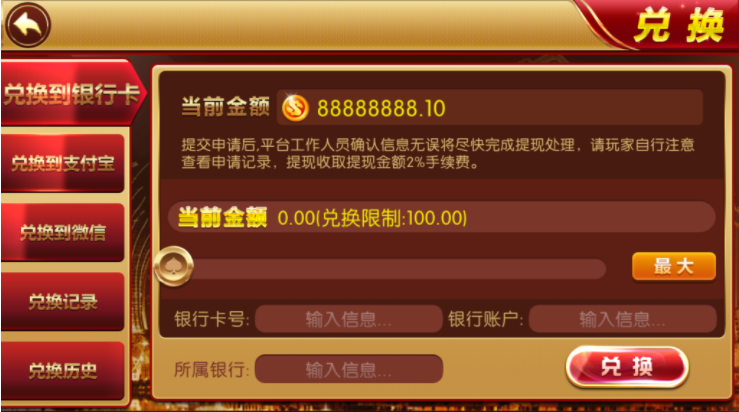 兑换
兑换到银行卡
兑换到支付宝
兑换到微信
兑换记录
兑换历史
当前金额 88888888.10
提交申请后,平台工作人员确认信息无误将尽快完成提现处理，请玩家自行注意
查看申请记录，提现收取提现金额2%手续费。
当前金额 0.00(兑换限制:100.00)
最大
银行卡号: 输入信息... 银行账户: 输入信息...
所属银行: 输入信息...
兑换